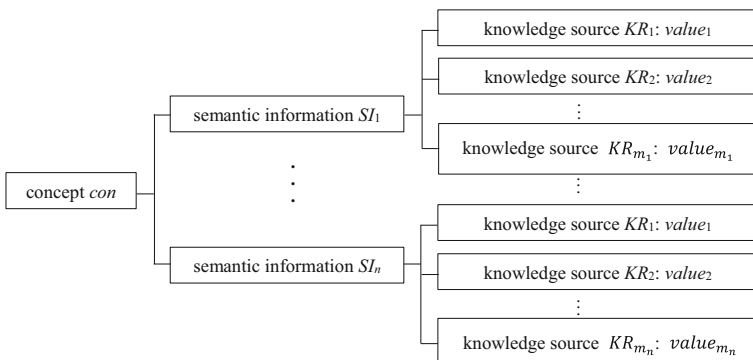 knowledge source KR₁: value₁
knowledge source KR₂: value₂
⋮
semantic information SI₁
knowledge source KRₘ₁: valueₘ₁
⋮
⋮
concept con
knowledge source KR₁: value₁
semantic information SIₙ
knowledge source KR₂: value₂
⋮
knowledge source KRₘₙ: valueₘₙ